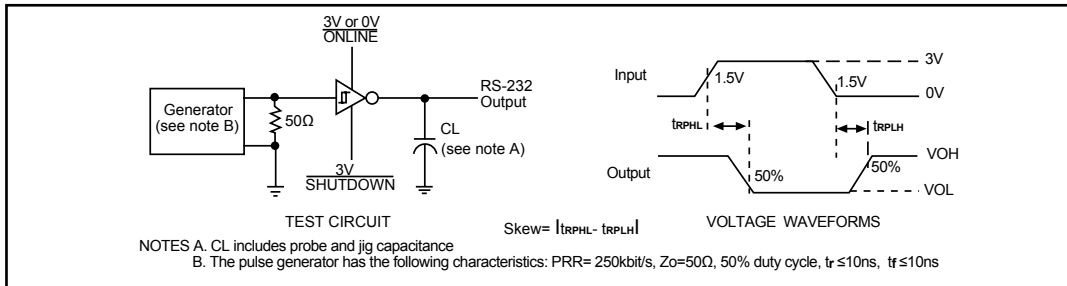 3V or 0V
ONLINE
Generator
(see note B)
50Ω
RS-232
Output
CL
(see note A)
3V
SHUTDOWN
TEST CIRCUIT
Input
1.5V
1.5V
3V
0V
tRPHL
tRPLH
Output
50%
50%
VOH
VOL
Skew= |tRPHL- tRPLH|
VOLTAGE WAVEFORMS
NOTES A. CL includes probe and jig capacitance
B. The pulse generator has the following characteristics: PRR= 250kbit/s, Zo=50Ω, 50% duty cycle, tr ≤10ns, tf ≤10ns